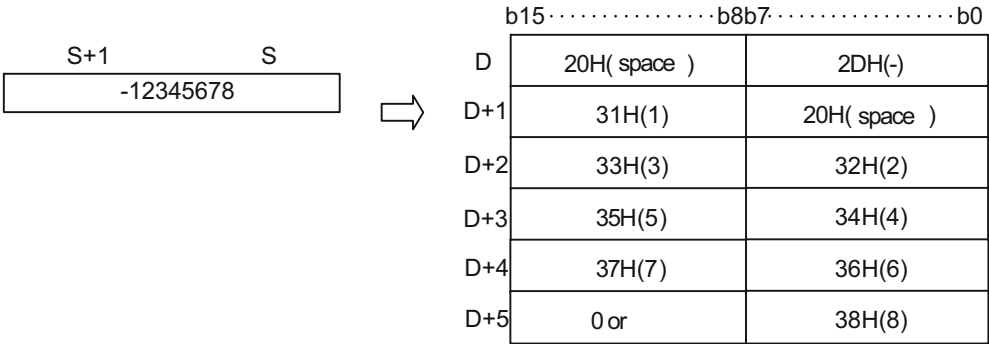 b15················b8b7··················b0
S+1 S
-12345678
D 20H( space ) 2DH(-)
D+1 31H(1) 20H( space )
D+2 33H(3) 32H(2)
D+3 35H(5) 34H(4)
D+4 37H(7) 36H(6)
D+5 0 or 38H(8)